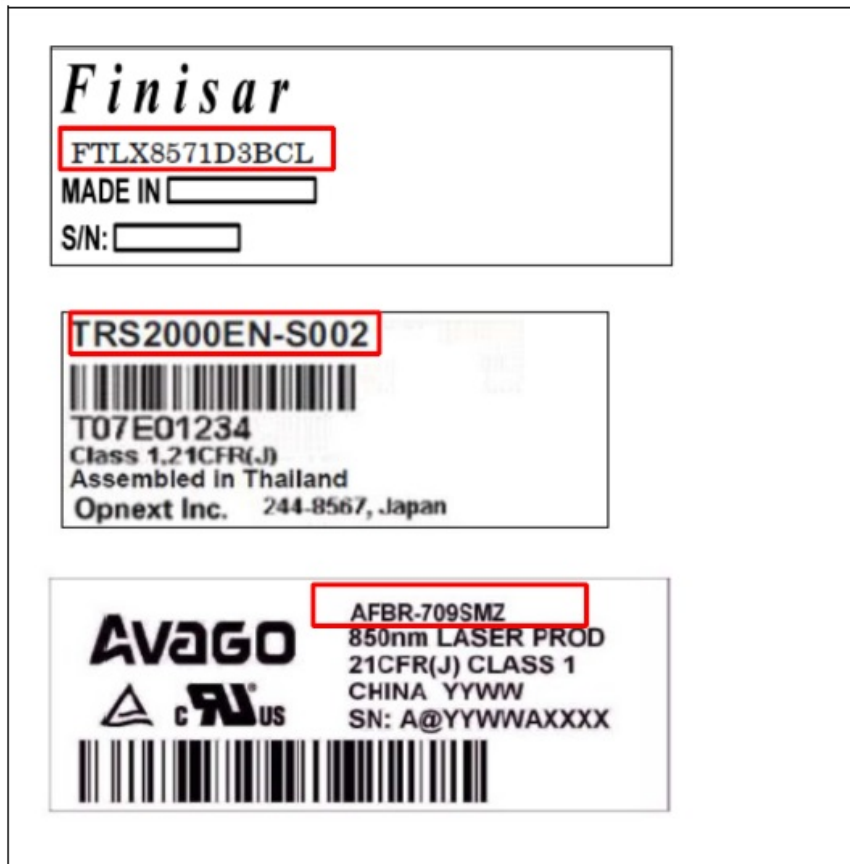 Finisar
FTLX8571D3BCL
MADE IN
S/N:
TRS2000EN-S002
T07E01234
Class 1,21CFR(J)
Assembled in Thailand
Opnext Inc. 244-8567, Japan
AVAGO
AFBR-709SMZ
850nm LASER PROD
21CFR(J) CLASS 1
CHINA YYWW
c RU US
SN: A@YYWWAXXXX